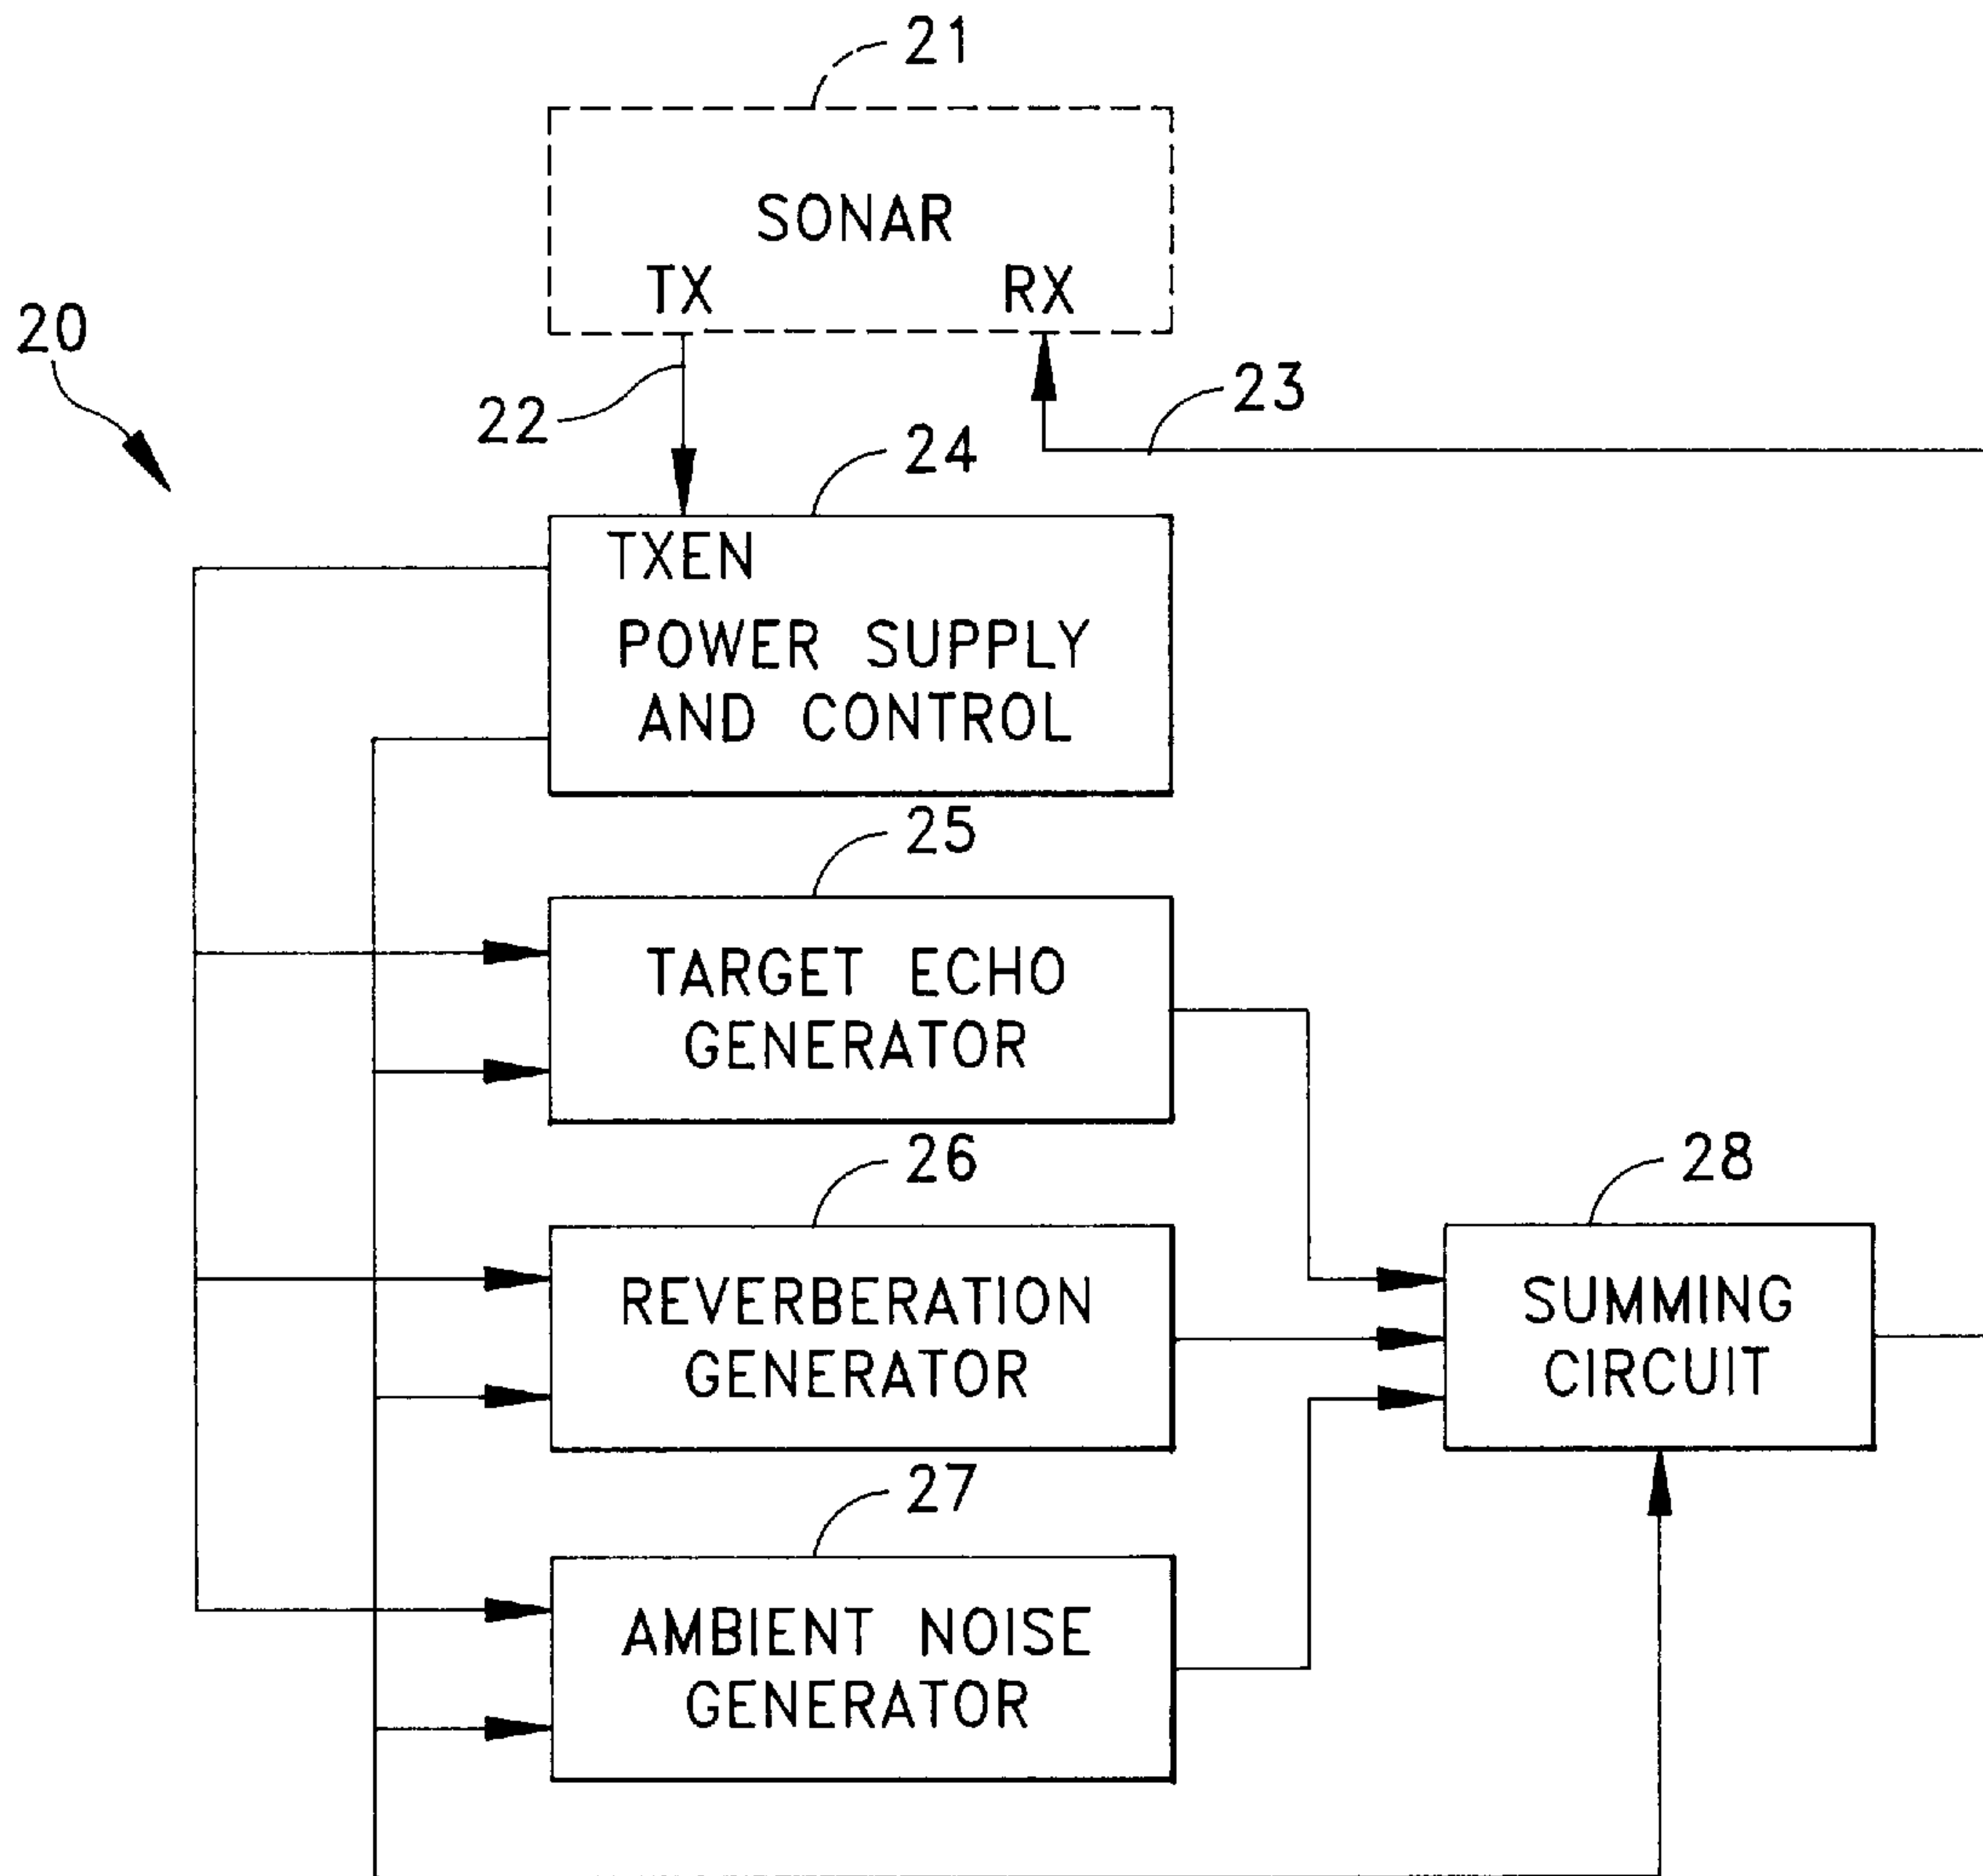 21
SONAR
TX RX
20
22
23
24
TXEN
POWER SUPPLY
AND CONTROL
25
TARGET ECHO
GENERATOR
26
REVERBERATION
GENERATOR
28
SUMMING
CIRCUIT
27
AMBIENT NOISE
GENERATOR